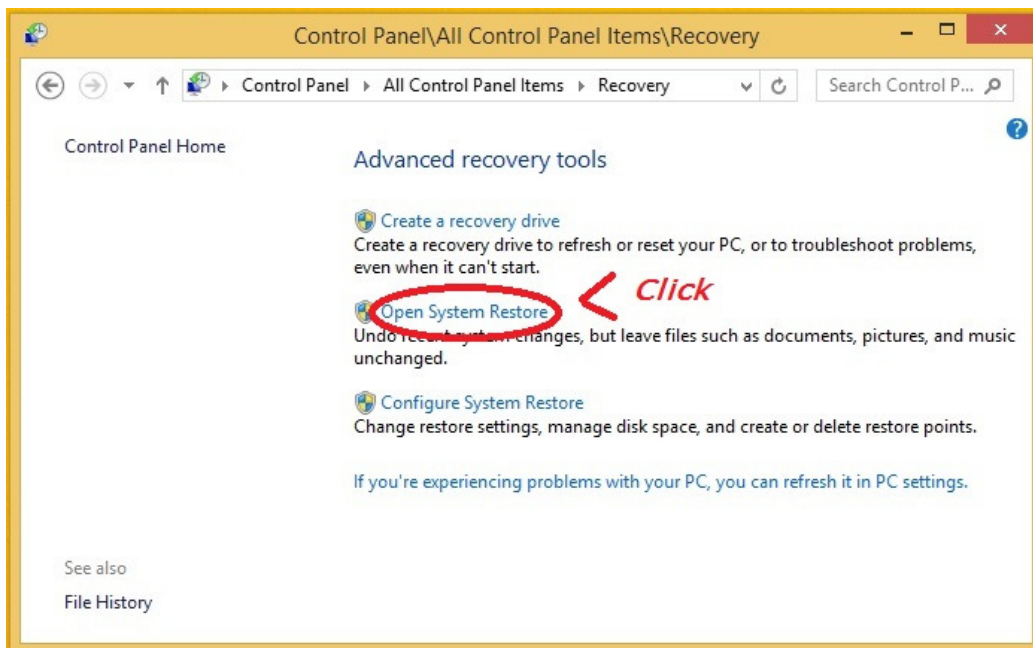 Control Panel\All Control Panel Items\Recovery
Control Panel All Control Panel Items Recovery Search Control P...
Control Panel Home
Advanced recovery tools
Create a recovery drive
Create a recovery drive to refresh or reset your PC, or to troubleshoot problems,
even when it can't start.
Click
Open System Restore
Undo recent system changes, but leave files such as documents, pictures, and music
unchanged.
Configure System Restore
Change restore settings, manage disk space, and create or delete restore points.
If you're experiencing problems with your PC, you can refresh it in PC settings.
See also
File History